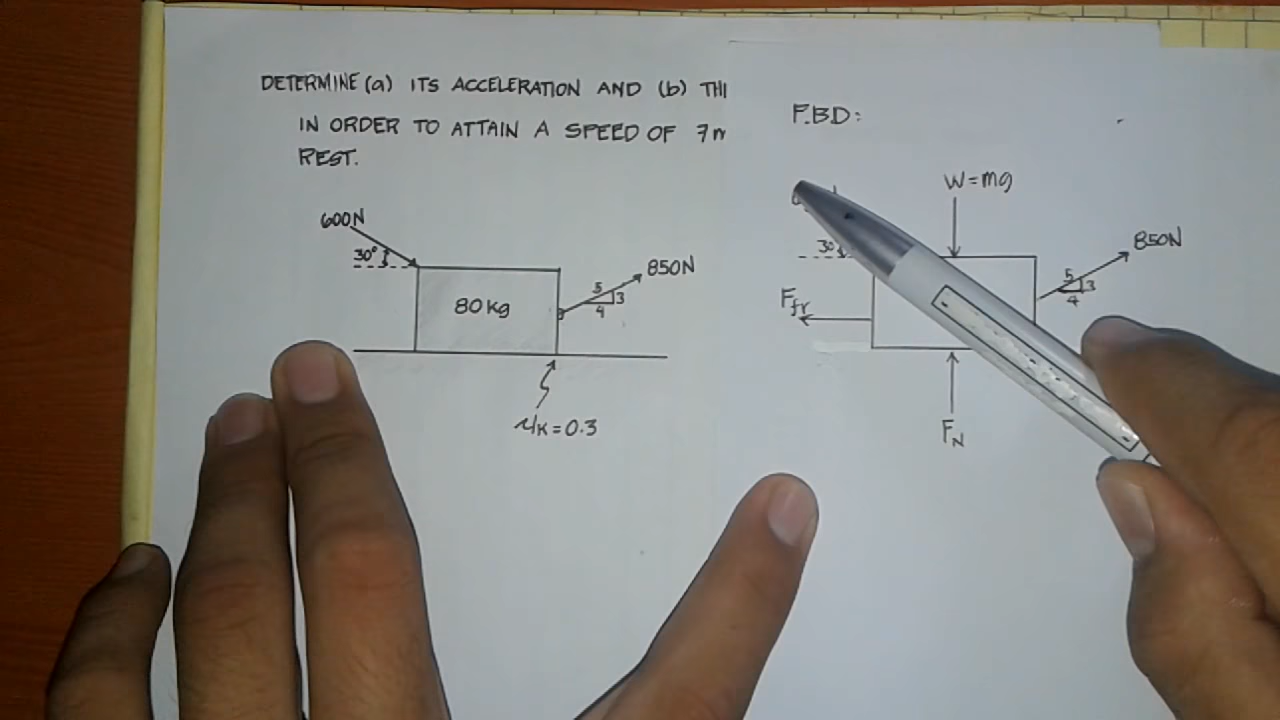 DETERMINE (a) ITS ACCELERATION AND (b)
IN ORDER TO ATTAIN A SPEED OF 7
REST.
600N
30°
80 kg
5
3
4
850N
μk = 0.3
F.B.D:
W = mg
30
Ffr
850N
5
3
4
FN